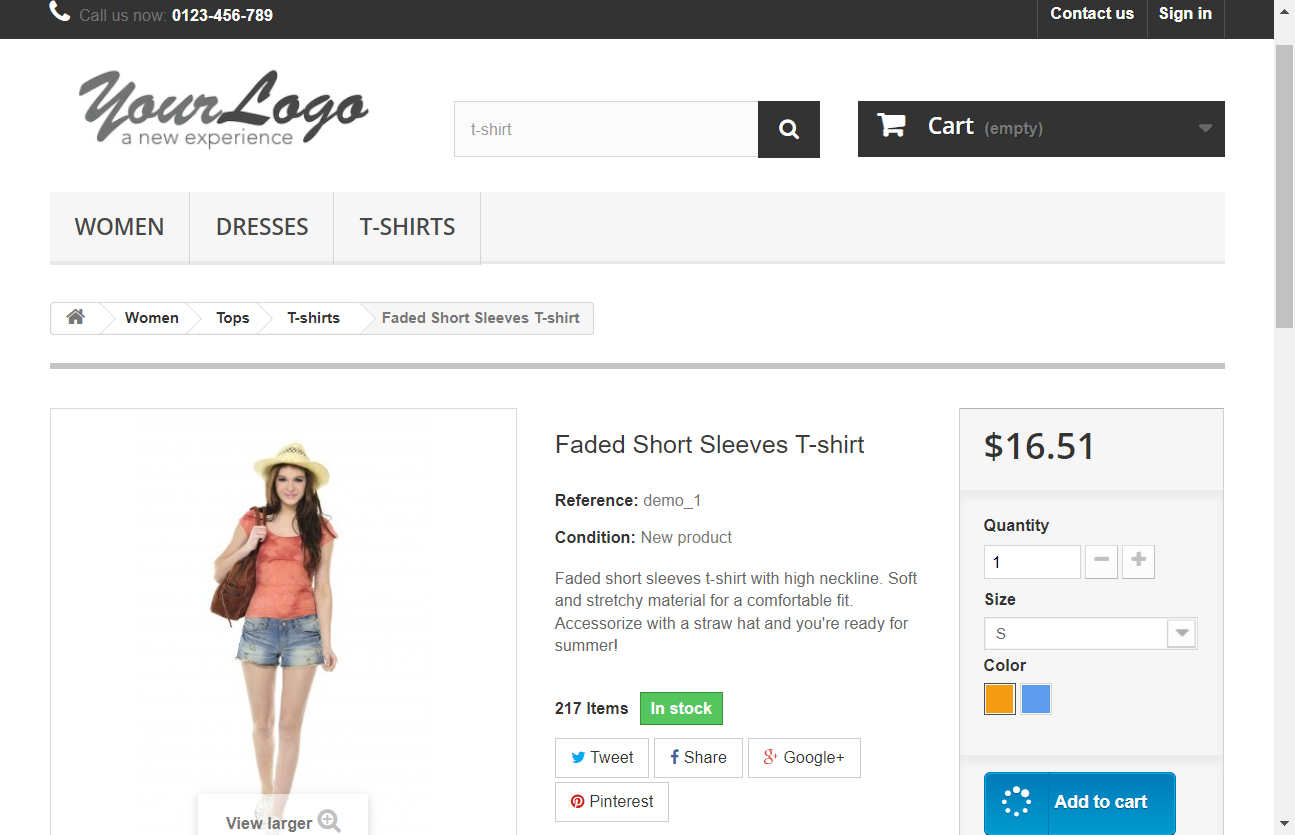 Call us now: 0123-456-789
Contact us
Sign in
YourLogo
a new experience
t-shirt
Cart (empty)
WOMEN
DRESSES
T-SHIRTS
Women
Tops
T-shirts
Faded Short Sleeves T-shirt
View larger
Faded Short Sleeves T-shirt
Reference: demo_1
Condition: New product
Faded short sleeves t-shirt with high neckline. Soft
and stretchy material for a comfortable fit.
Accessorize with a straw hat and you're ready for
summer!
217 Items
In stock
Tweet
Share
Google+
Pinterest
$16.51
Quantity
1
Size
S
Color
Add to cart